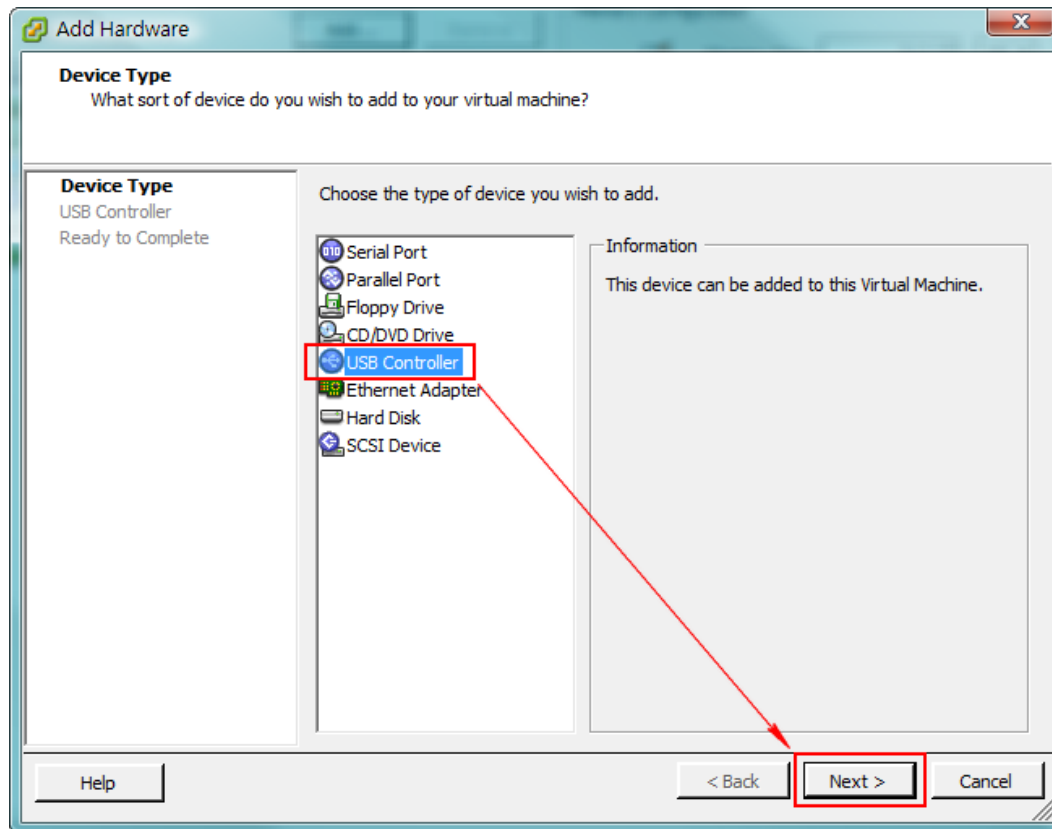 Add Hardware
Device Type
What sort of device do you wish to add to your virtual machine?
Device Type
USB Controller
Ready to Complete
Choose the type of device you wish to add.
Serial Port
Parallel Port
Floppy Drive
CD/DVD Drive
USB Controller
Ethernet Adapter
Hard Disk
SCSI Device
Information
This device can be added to this Virtual Machine.
Help
< Back
Next >
Cancel